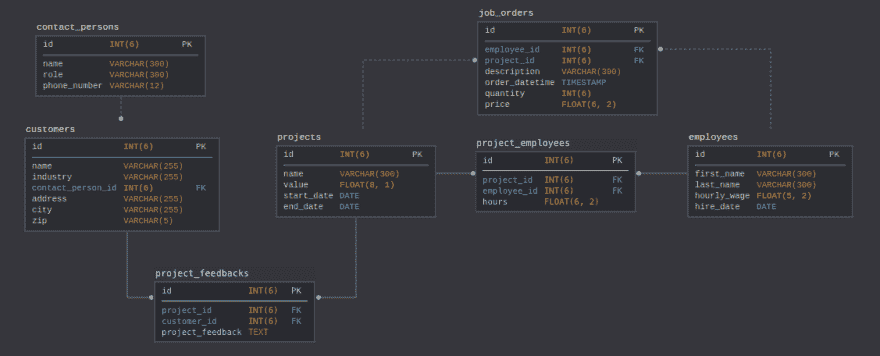 contact_persons
id INT(6) PK
name VARCHAR(300)
role VARCHAR(300)
phone_number VARCHAR(12)
job_orders
id INT(6) PK
employee_id INT(6) FK
project_id INT(6) FK
description VARCHAR(300)
order_datetime TIMESTAMP
quantity INT(6)
price FLOAT(6, 2)
customers
id INT(6) PK
name VARCHAR(255)
industry VARCHAR(255)
contact_person_id INT(6) FK
address VARCHAR(255)
city VARCHAR(255)
zip VARCHAR(5)
projects
id INT(6) PK
name VARCHAR(300)
value FLOAT(8, 1)
start_date DATE
end_date DATE
project_employees
id INT(6) PK
project_id INT(6) FK
employee_id INT(6) FK
hours FLOAT(6, 2)
employees
id INT(6) PK
first_name VARCHAR(300)
last_name VARCHAR(300)
hourly_wage FLOAT(5, 2)
hire_date DATE
project_feedbacks
id INT(6) PK
project_id INT(6) FK
customer_id INT(6) FK
project_feedback TEXT